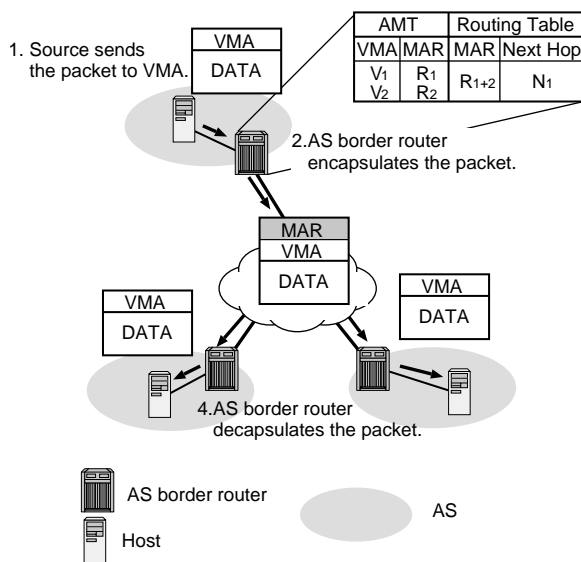 1. Source sends
the packet to VMA.
VMA
DATA
AMT Routing Table
VMA MAR MAR Next Hop
V1 R1 R1+2 N1
V2 R2
2.AS border router
encapsulates the packet.
MAR
VMA
DATA
VMA
DATA
VMA
DATA
4.AS border router
decapsulates the packet.
AS border router
AS
Host